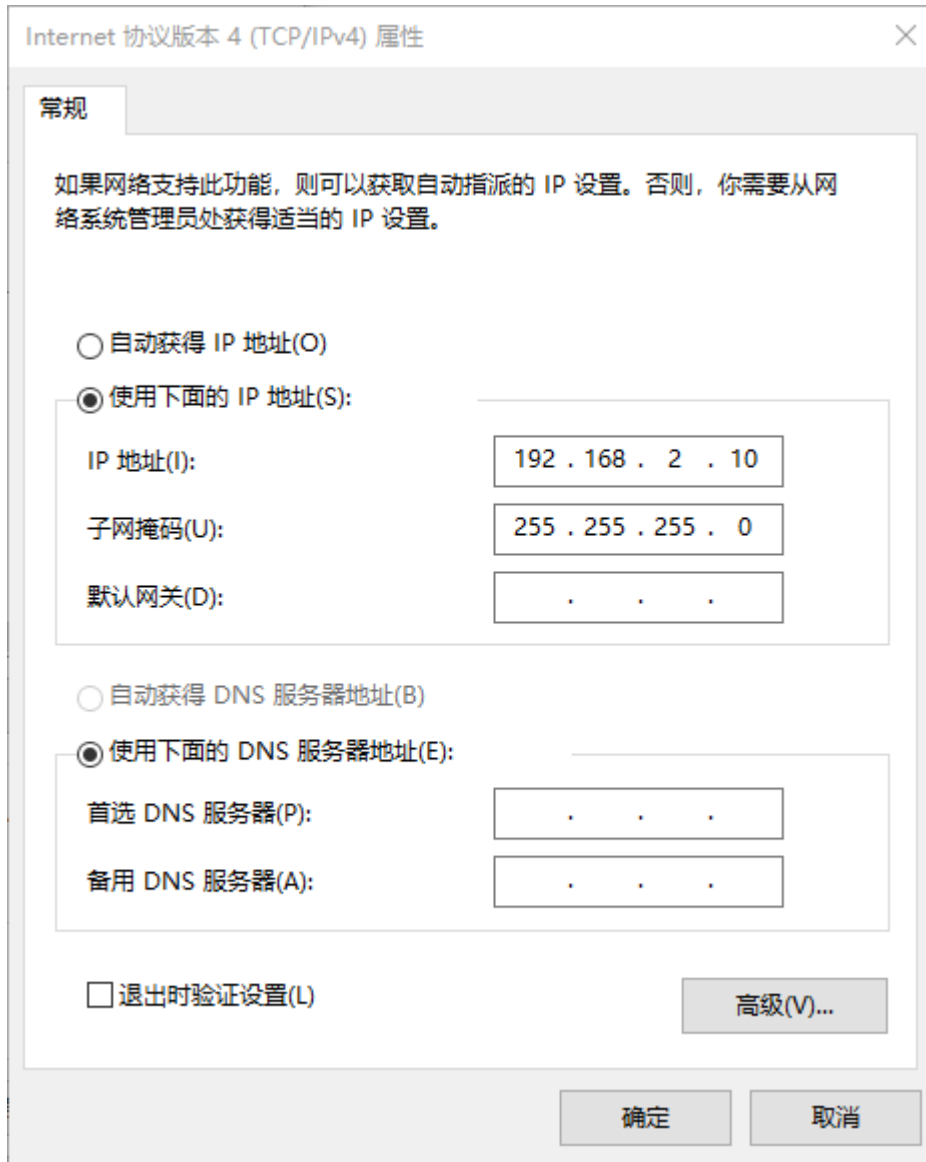 Internet 协议版本 4 (TCP/IPv4) 属性
常规
如果网络支持此功能，则可以获取自动指派的 IP 设置。否则，你需要从网
络系统管理员处获得适当的 IP 设置。
自动获得 IP 地址(O)
使用下面的 IP 地址(S):
IP 地址(I): 192 . 168 . 2 . 10
子网掩码(U): 255 . 255 . 255 . 0
默认网关(D): . . .
自动获得 DNS 服务器地址(B)
使用下面的 DNS 服务器地址(E):
首选 DNS 服务器(P): . . .
备用 DNS 服务器(A): . . .
退出时验证设置(L) 高级(V)...
确定 取消